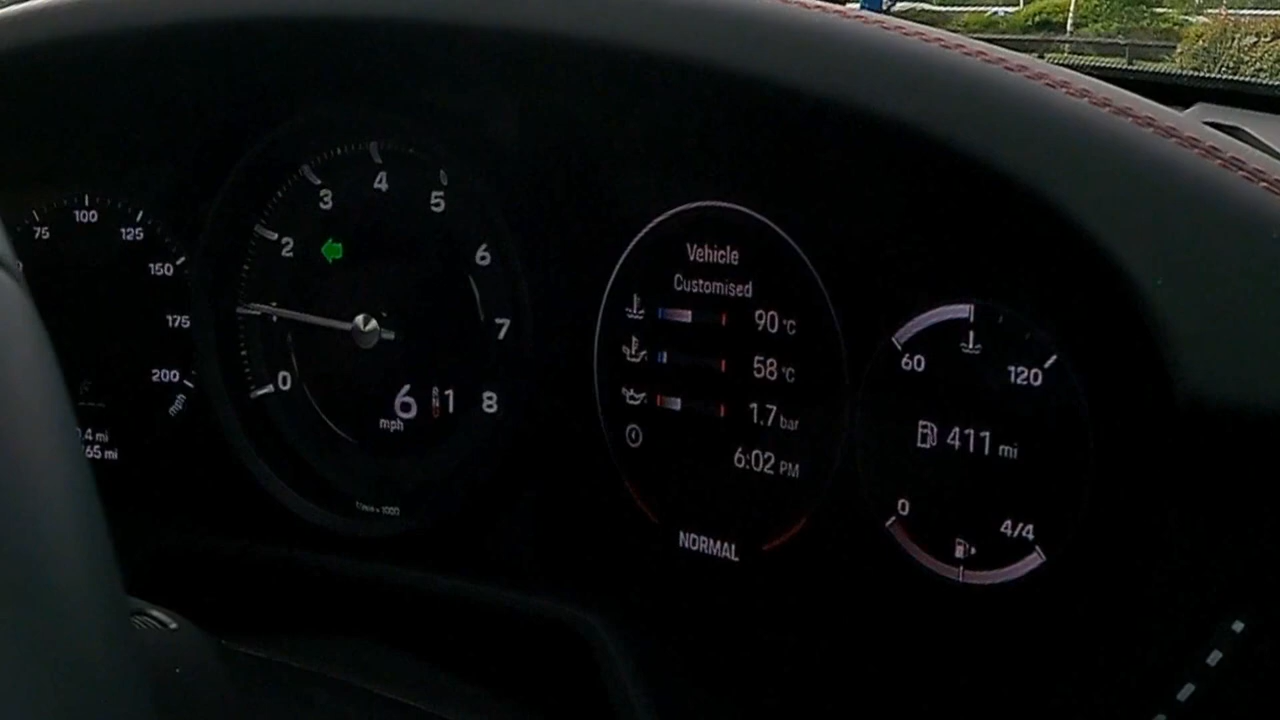 75
100
125
150
175
200
mph
.4 mi
65 mi
0
2
3
4
5
6
7
8
6
mph
1
Vehicle
Customised
90 °C
58 °C
1.7 bar
6:02 PM
NORMAL
60
120
411 mi
0
4/4